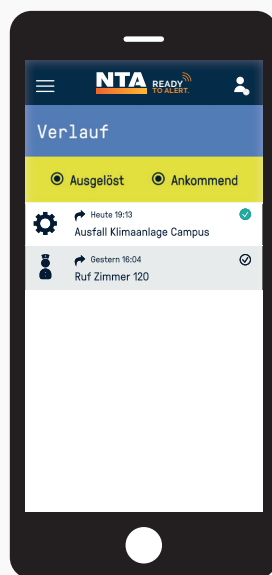 NTA READY
TO ALERT.
Verlauf
Ausgelöst Ankommend
Heute 19:13
Ausfall Klimaanlage Campus
Gestern 16:04
Ruf Zimmer 120